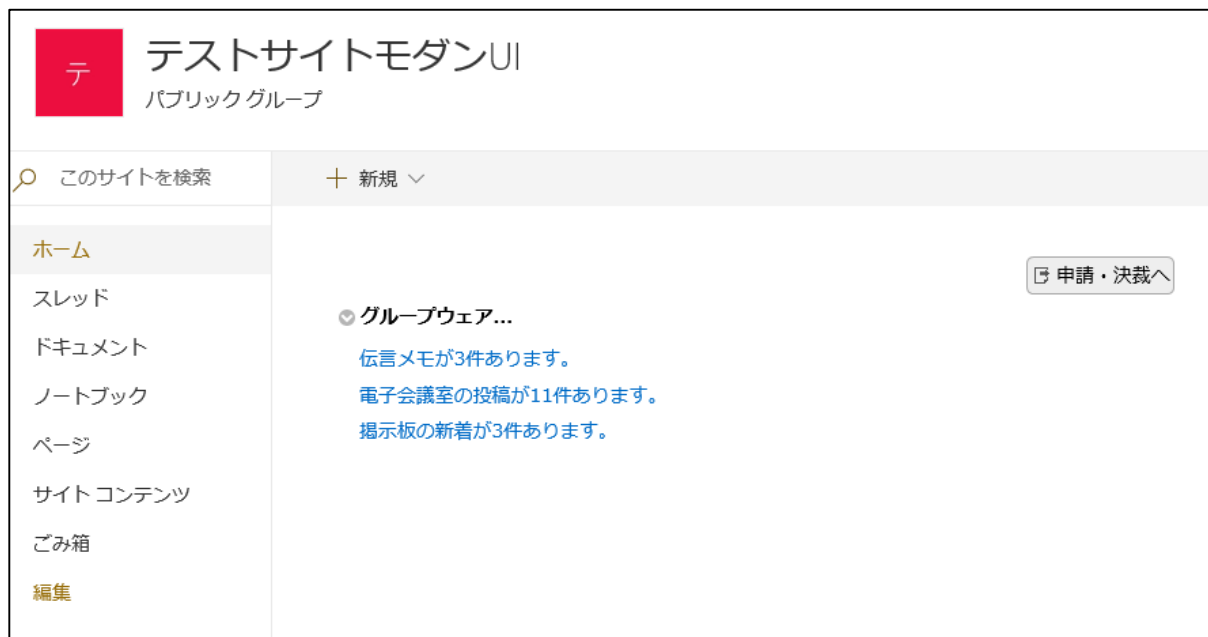 テ
テストサイトモダンUI
パブリック グループ
このサイトを検索
新規
ホーム
スレッド
ドキュメント
ノートブック
ページ
サイト コンテンツ
ごみ箱
編集
申請・決裁へ
グループウェア...
伝言メモが3件あります。
電子会議室の投稿が11件あります。
掲示板の新着が3件あります。